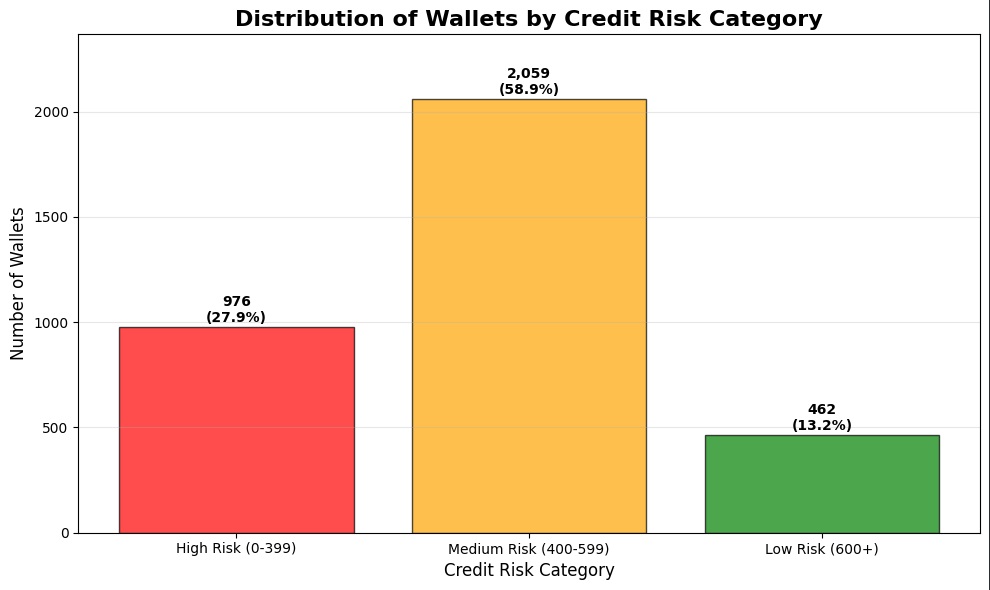 Distribution of Wallets by Credit Risk Category
Number of Wallets
2000
1500
1000
500
0
976
(27.9%)
2,059
(58.9%)
462
(13.2%)
High Risk (0-399)
Medium Risk (400-599)
Low Risk (600+)
Credit Risk Category